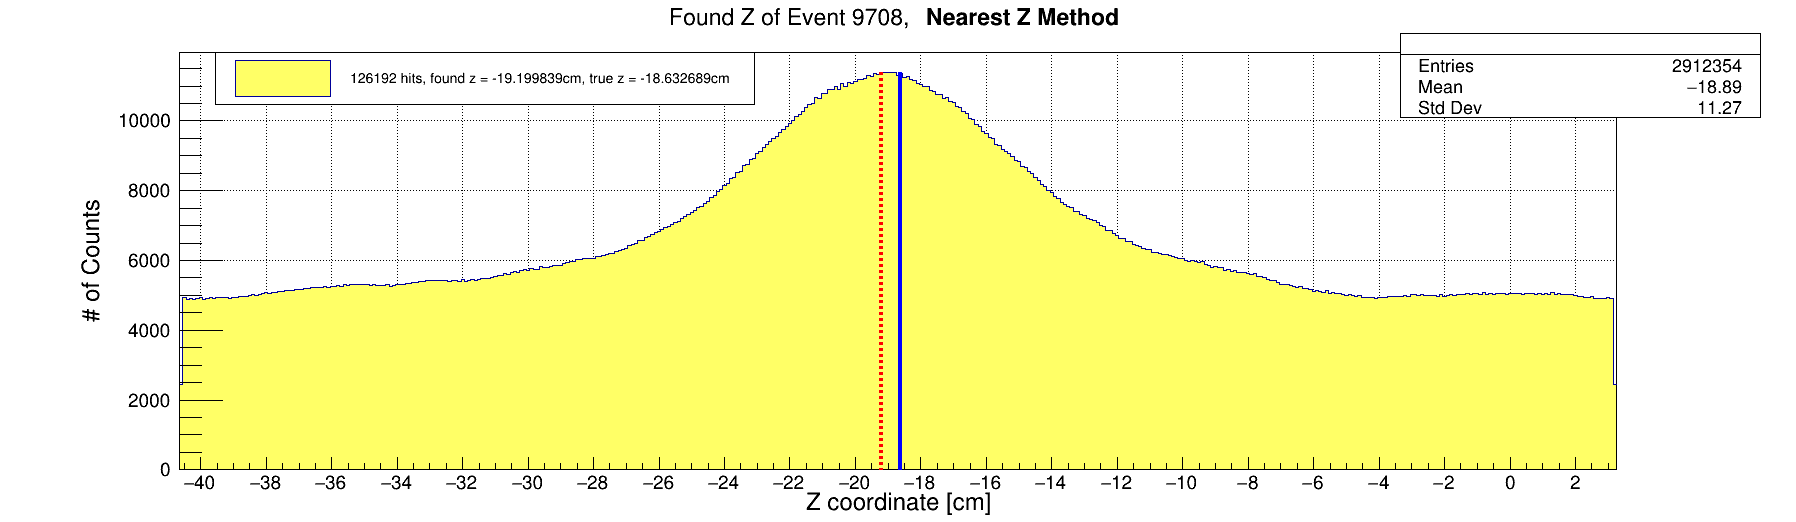 Found Z of Event 9708, Nearest Z Method
126192 hits, found z = -19.199839cm, true z = -18.632689cm
Entries 2912354
Mean −18.89
Std Dev 11.27
# of Counts
10000
8000
6000
4000
2000
0
−40 −38 −36 −34 −32 −30 −28 −26 −24 −22 −20 −18 −16 −14 −12 −10 −8 −6 −4 −2 0 2
Z coordinate [cm]